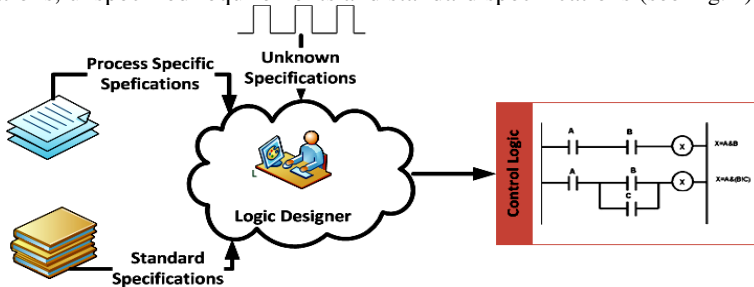 Process Specific
Spefications
Unknown
Specifications
L
Logic Designer
Standard
Specifications
Control Logic
A
B
X
X=A&B
A
B
C
X
X=A&(B!C)